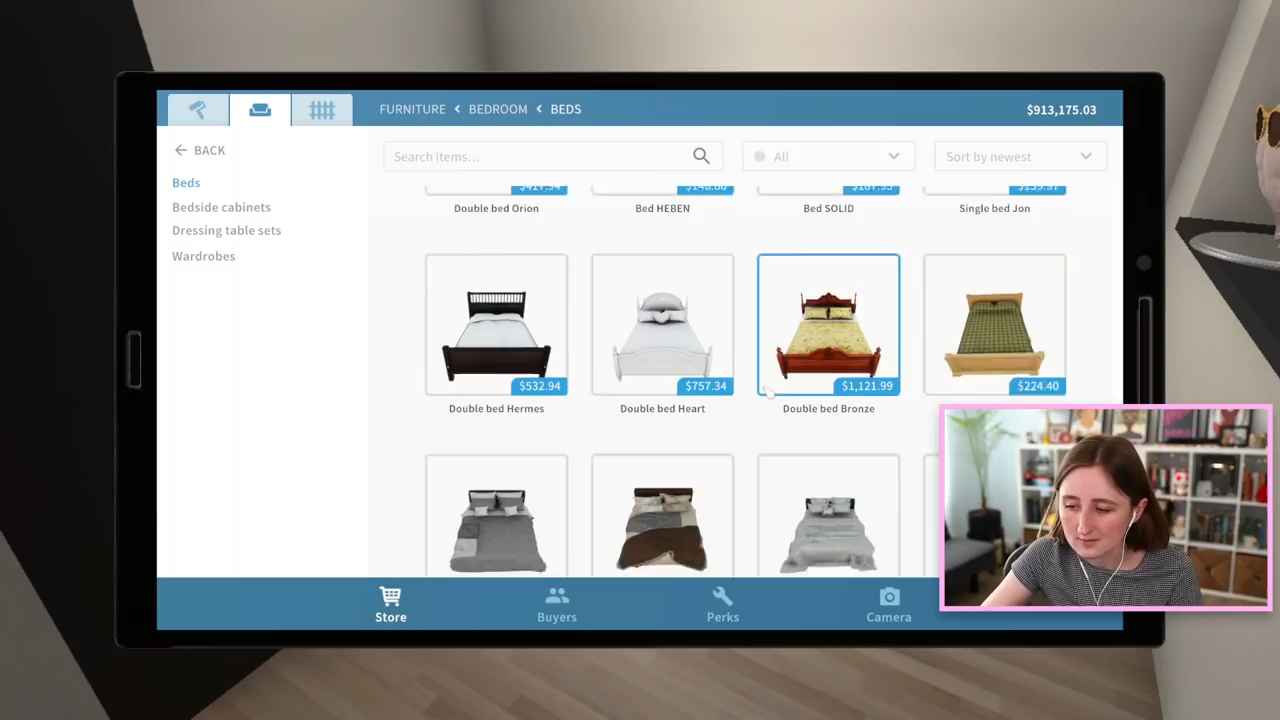 FURNITURE < BEDROOM < BEDS
$913,175.03
BACK
Search items...
All
Sort by newest
Beds
Bedside cabinets
Dressing table sets
Wardrobes
$417.94
Double bed Orion
Bed HEBEN
Bed SOLID
Single bed Jon
$532.94
$757.34
$1,121.99
$224.40
Double bed Hermes
Double bed Heart
Double bed Bronze
Store
Buyers
Perks
Camera